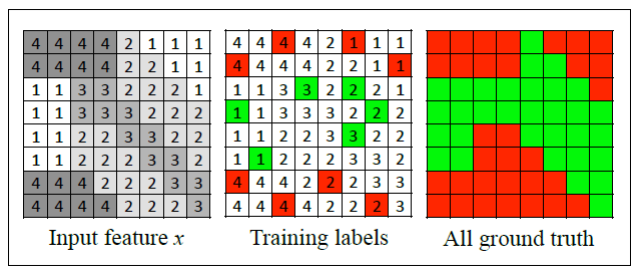 4 4 4 4 2 1 1 1 4 4 4 4 2 1 1 1
4 4 4 4 2 2 1 1 4 4 4 4 2 2 1 1
1 1 3 3 2 2 2 1 1 1 3 3 2 2 2 1
1 1 3 3 3 2 2 2 1 1 3 3 3 2 2 2
1 1 2 2 3 3 2 2 1 1 2 2 3 3 2 2
1 1 2 2 2 3 3 2 1 1 2 2 2 3 3 2
4 4 4 2 2 2 3 3 4 4 4 2 2 2 3 3
4 4 4 4 2 2 2 3 4 4 4 4 2 2 2 3
Input feature x Training labels All ground truth